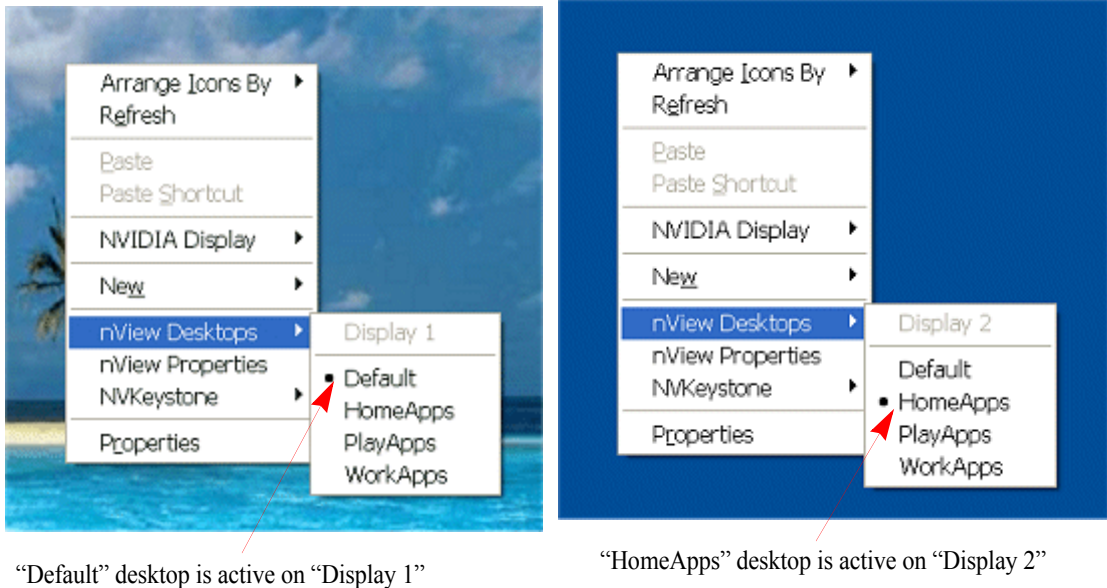 Arrange Icons By
Refresh
Paste
Paste Shortcut
NVIDIA Display
New
nView Desktops
nView Properties
NVKeystone
Properties
Display 1
Default
HomeApps
PlayApps
WorkApps
“Default” desktop is active on “Display 1”
Arrange Icons By
Refresh
Paste
Paste Shortcut
NVIDIA Display
New
nView Desktops
nView Properties
NVKeystone
Properties
Display 2
Default
HomeApps
PlayApps
WorkApps
“HomeApps” desktop is active on “Display 2”